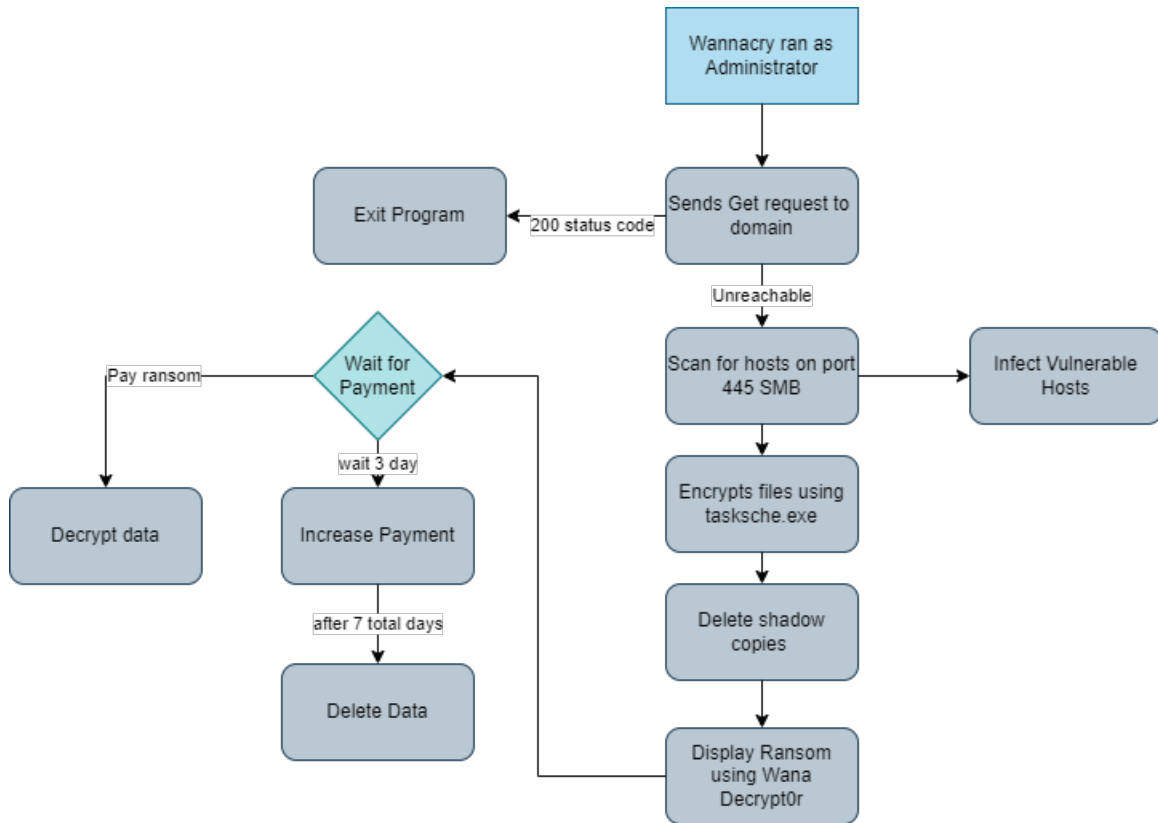 Wannacry ran as
Administrator
Sends Get request to
domain
200 status code
Exit Program
Unreachable
Scan for hosts on port
445 SMB
Infect Vulnerable
Hosts
Encrypts files using
tasksche.exe
Delete shadow
copies
Display Ransom
using Wana
Decrypt0r
Wait for
Payment
Pay ransom
Decrypt data
wait 3 day
Increase Payment
after 7 total days
Delete Data